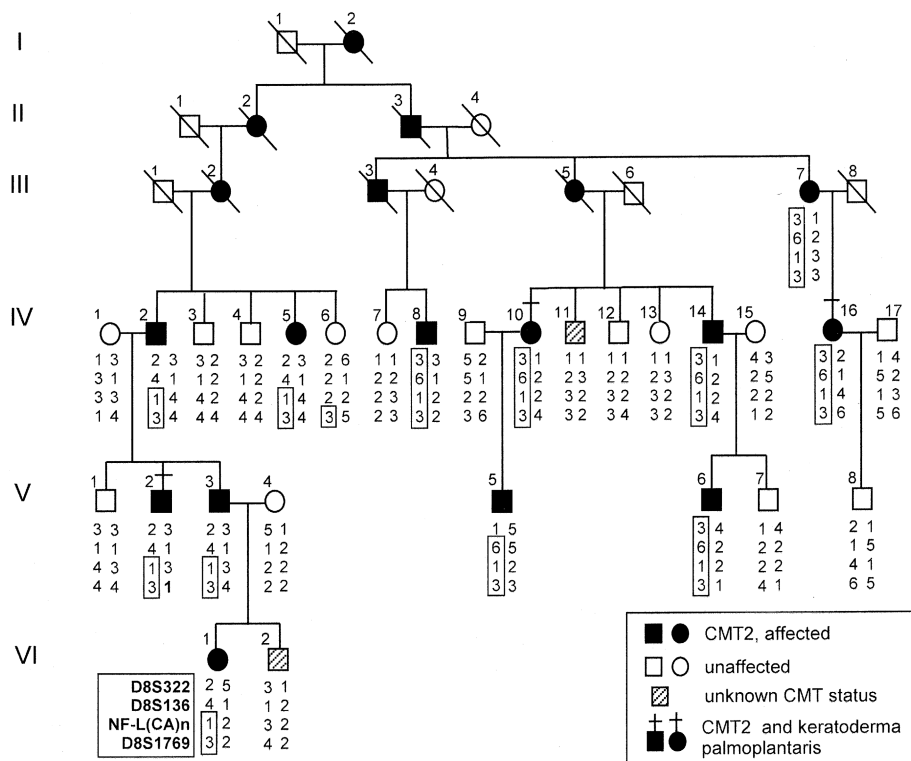 I
1 2
II
1 2 3 4
III
1 2 3 4 5 6 7 8
3 1
6 2
1 3
3 3
IV
1 2 3 4 5 6 7 8 9 10 11 12 13 14 15 16 17
1 3 2 3 3 2 3 2 2 3 2 6 1 1 3 3 5 2 3 1 1 1 1 1 1 1 3 1 4 3 3 2 1 4
3 1 4 1 1 2 1 2 4 1 2 1 2 2 6 1 5 1 6 2 2 3 2 2 2 3 6 2 2 5 6 1 5 2
3 3 1 4 4 2 4 2 1 4 2 2 2 3 1 2 2 2 1 2 3 2 3 2 3 2 1 2 2 2 1 4 1 3
1 4 3 4 4 4 4 4 3 4 3 5 2 3 3 2 3 6 3 4 3 2 3 4 3 2 3 4 1 2 3 6 5 6
V
1 2 3 4 5 6 7 8
3 3 2 3 2 3 5 1 1 5 3 4 1 4 2 1
1 1 4 1 4 1 1 2 6 5 6 2 2 2 1 5
4 3 1 3 1 4 2 2 1 2 1 2 2 2 4 1
4 4 3 1 3 4 2 2 3 3 3 1 4 1 6 5
VI
1 2
D8S322 2 5 3 1
D8S136 4 1 1 2
NF-L(CA)n 1 2 3 2
D8S1769 3 2 4 2
CMT2, affected
unaffected
unknown CMT status
CMT2 and keratoderma
palmoplantaris